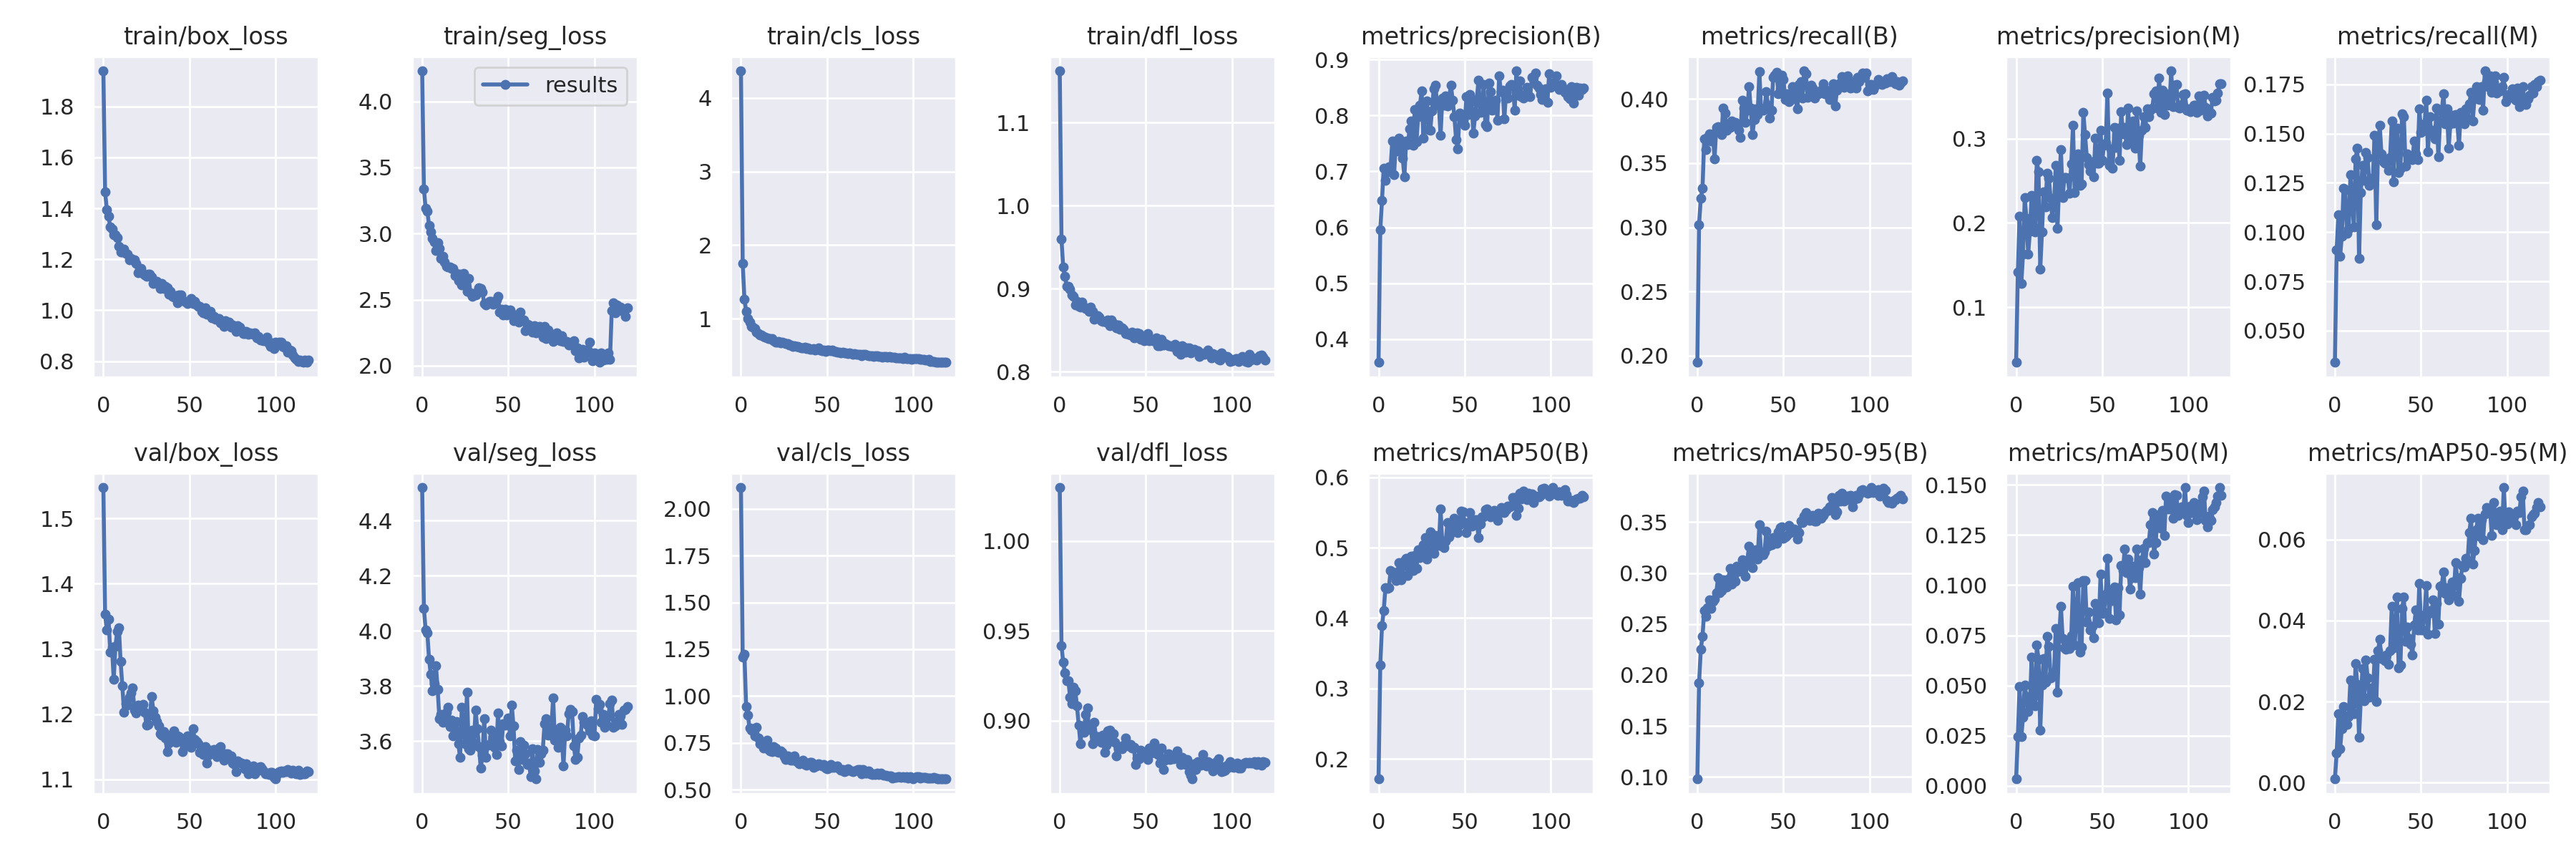 train/box_loss
train/seg_loss
train/cls_loss
train/dfl_loss
metrics/precision(B)
metrics/recall(B)
metrics/precision(M)
metrics/recall(M)
1.8
1.6
1.4
1.2
1.0
0.8
0 50 100
results
4.0
3.5
3.0
2.5
2.0
0 50 100
4
3
2
1
0 50 100
1.1
1.0
0.9
0.8
0 50 100
0.9
0.8
0.7
0.6
0.5
0.4
0 50 100
0.40
0.35
0.30
0.25
0.20
0 50 100
0.3
0.2
0.1
0 50 100
0.175
0.150
0.125
0.100
0.075
0.050
0 50 100
val/box_loss
val/seg_loss
val/cls_loss
val/dfl_loss
metrics/mAP50(B)
metrics/mAP50-95(B)
metrics/mAP50(M)
metrics/mAP50-95(M)
1.5
1.4
1.3
1.2
1.1
0 50 100
4.4
4.2
4.0
3.8
3.6
0 50 100
2.00
1.75
1.50
1.25
1.00
0.75
0.50
0 50 100
1.00
0.95
0.90
0 50 100
0.6
0.5
0.4
0.3
0.2
0 50 100
0.35
0.30
0.25
0.20
0.15
0.10
0 50 100
0.150
0.125
0.100
0.075
0.050
0.025
0.000
0 50 100
0.06
0.04
0.02
0.00
0 50 100